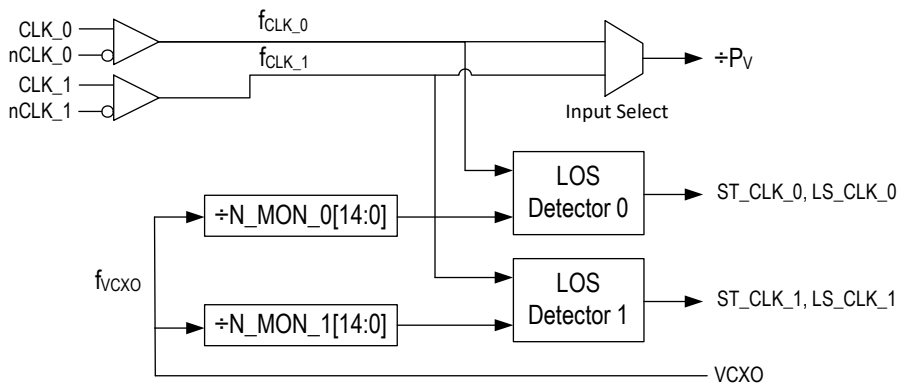 CLK_0
nCLK_0
CLK_1
nCLK_1
fCLK_0
fCLK_1
÷PV
Input Select
LOS
Detector 0
ST_CLK_0, LS_CLK_0
÷N_MON_0[14:0]
fVCXO
LOS
Detector 1
ST_CLK_1, LS_CLK_1
÷N_MON_1[14:0]
VCXO